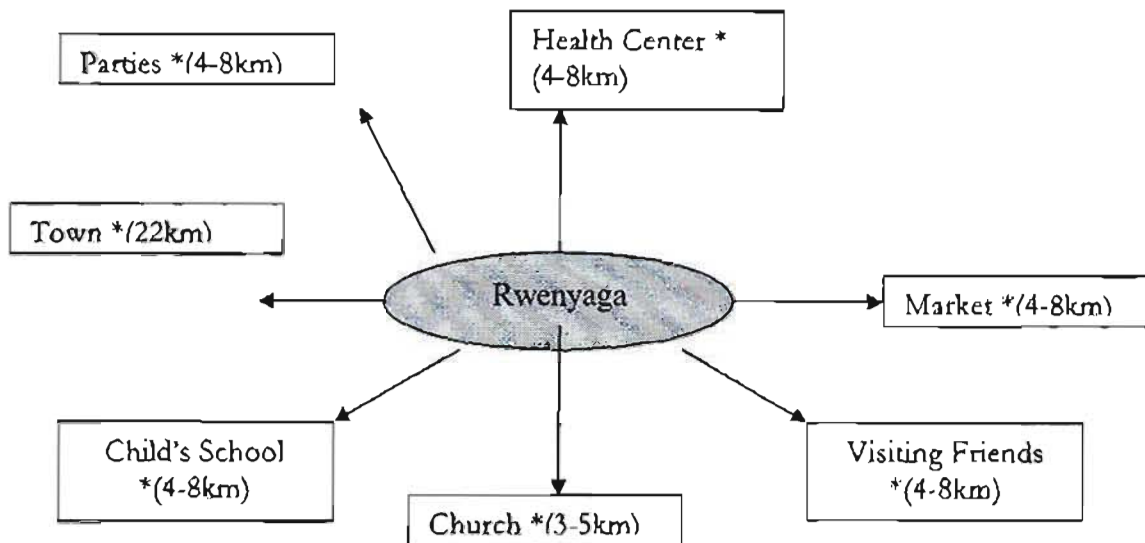 Health Center *
(4-8km)
Parties *(4-8km)
Town *(22km)
Rwenyaga
Market *(4-8km)
Child's School
*(4-8km)
Visiting Friends
*(4-8km)
Church *(3-5km)